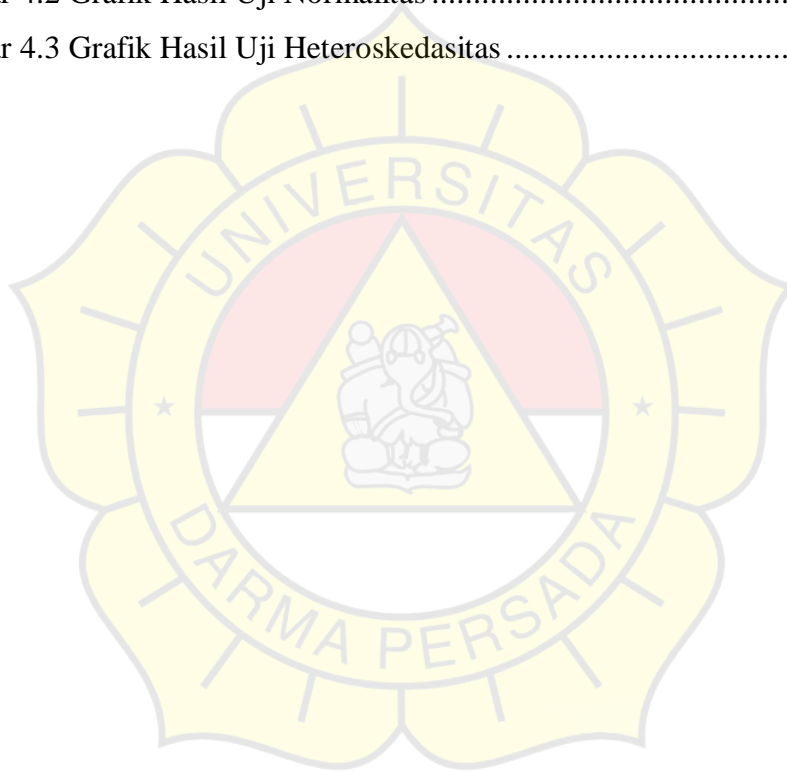 r 4.2 Grafik Hasil Uji Normalitas ........................................
r 4.3 Grafik Hasil Uji Heteroskedasitas ..................................
UNIVERSITAS
DARMA PERSADA